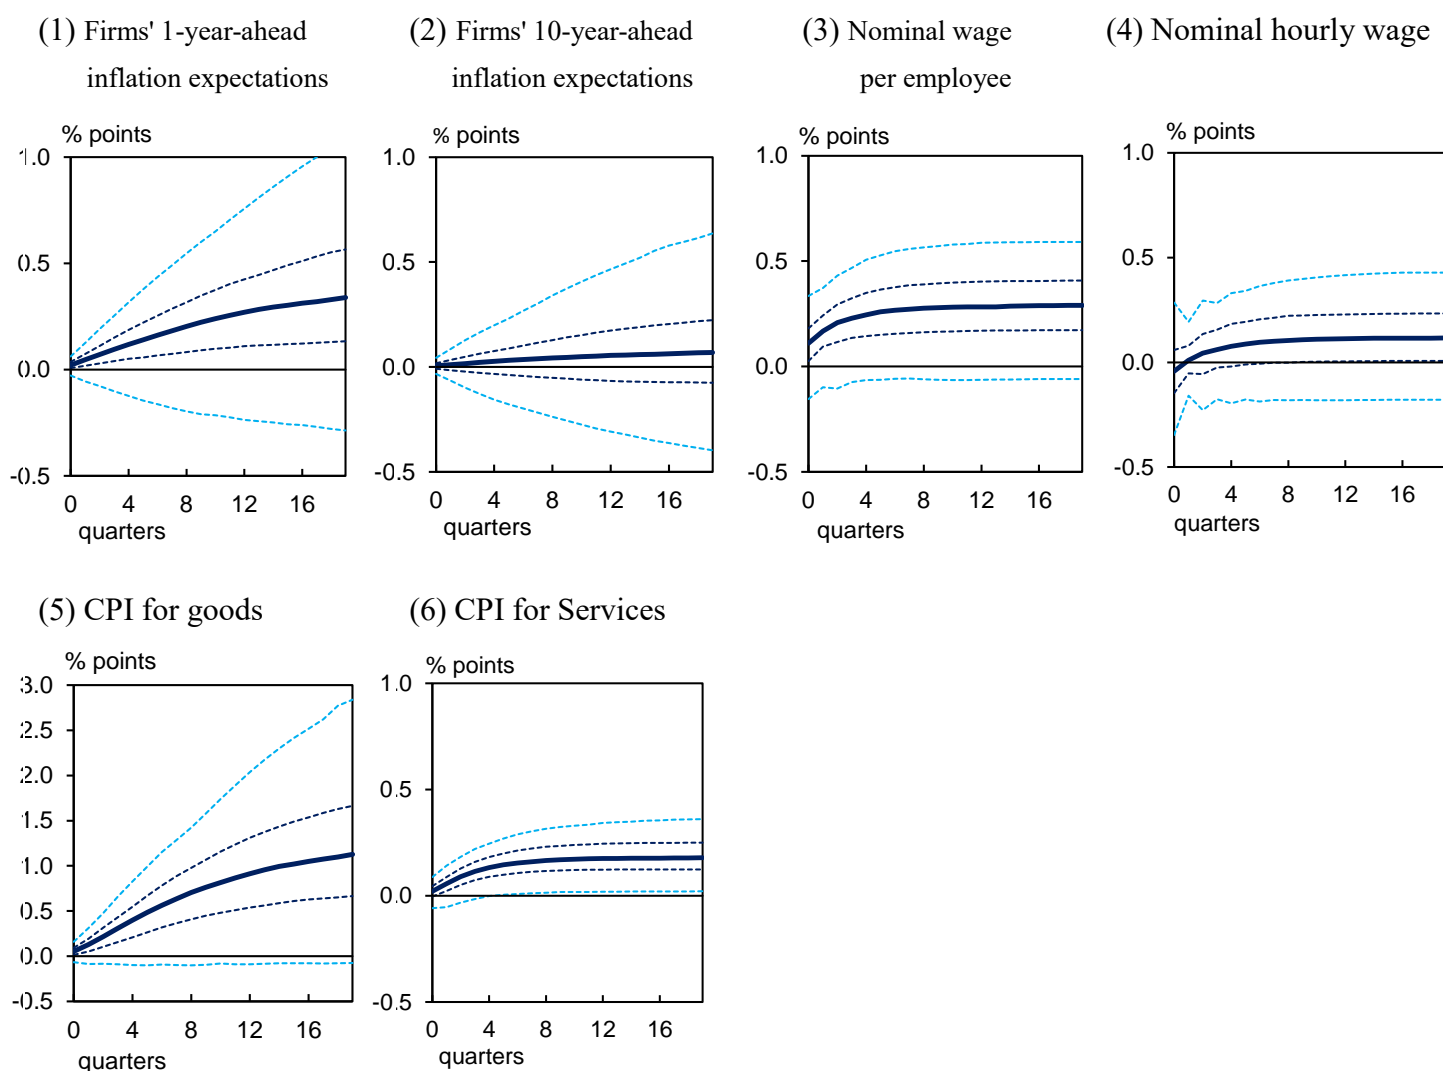 (1) Firms' 1-year-ahead
inflation expectations
(2) Firms' 10-year-ahead
inflation expectations
(3) Nominal wage
per employee
(4) Nominal hourly wage
% points
1.0
0.5
0.0
-0.5
0 4 8 12 16
quarters
% points
1.0
0.5
0.0
-0.5
0 4 8 12 16
quarters
% points
1.0
0.5
0.0
-0.5
0 4 8 12 16
quarters
% points
1.0
0.5
0.0
-0.5
0 4 8 12 16
quarters
(5) CPI for goods
(6) CPI for Services
% points
3.0
2.5
2.0
1.5
1.0
0.5
0.0
-0.5
0 4 8 12 16
quarters
% points
1.0
0.5
0.0
-0.5
0 4 8 12 16
quarters